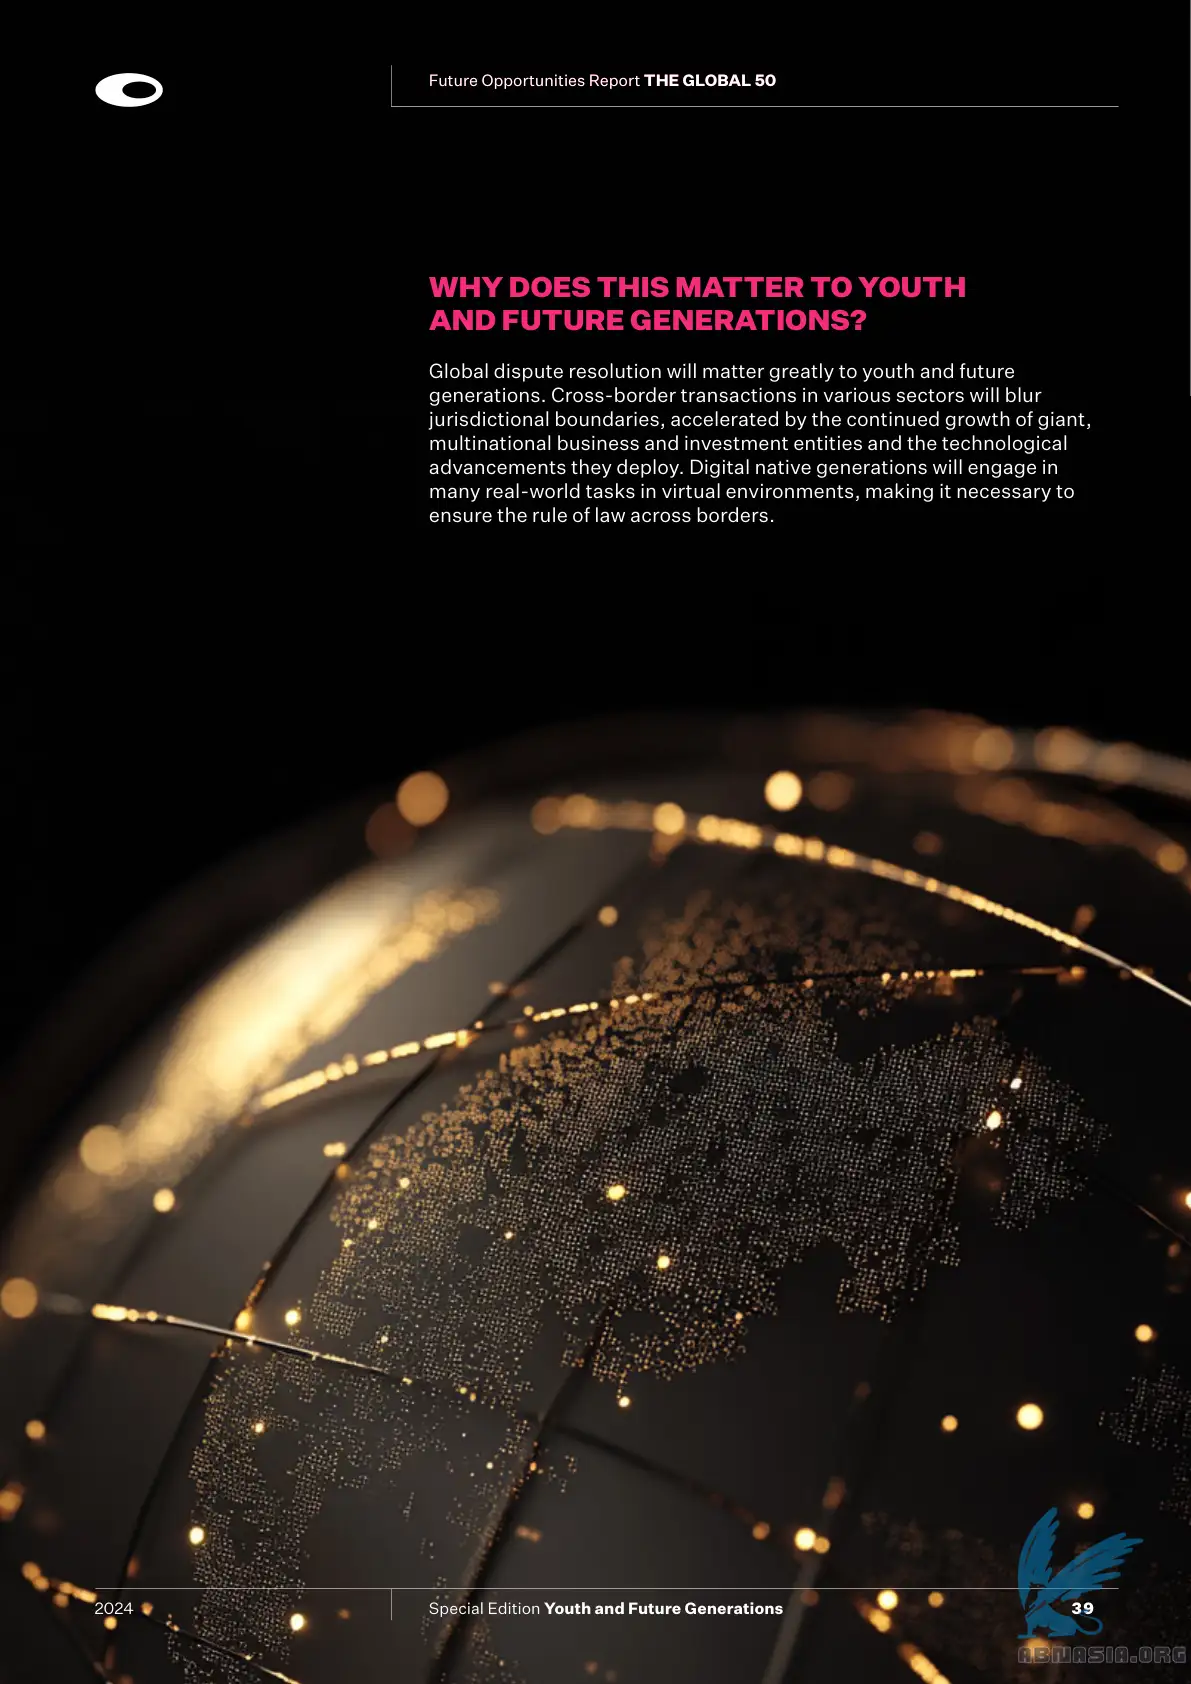 Future Opportunities Report THE GLOBAL 50
WHY DOES THIS MATTER TO YOUTH
AND FUTURE GENERATIONS?
Global dispute resolution will matter greatly to youth and future
generations. Cross-border transactions in various sectors will blur
jurisdictional boundaries, accelerated by the continued growth of giant,
multinational business and investment entities and the technological
advancements they deploy. Digital native generations will engage in
many real-world tasks in virtual environments, making it necessary to
ensure the rule of law across borders.
2024
Special Edition Youth and Future Generations
39
ABMASIA.ORG